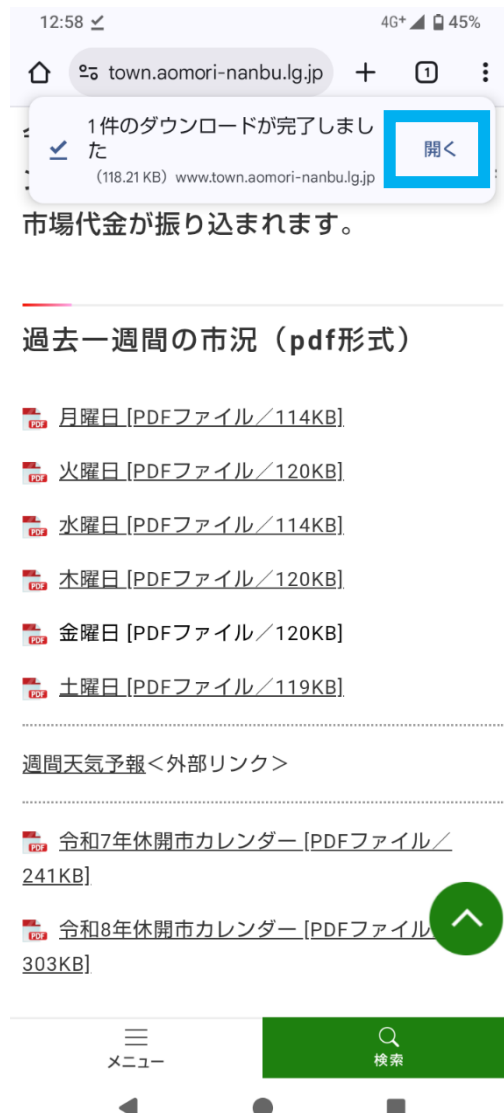 12:58
4G+ 45%
town.aomori-nanbu.lg.jp
1
1件のダウンロードが完了しまし
た
開く
(118.21 KB) www.town.aomori-nanbu.lg.jp
市場代金が振り込まれます。
過去一週間の市況（pdf形式）
月曜日 [PDFファイル／114KB]
火曜日 [PDFファイル／120KB]
水曜日 [PDFファイル／114KB]
木曜日 [PDFファイル／120KB]
金曜日 [PDFファイル／120KB]
土曜日 [PDFファイル／119KB]
週間天気予報＜外部リンク＞
令和7年休開市カレンダー [PDFファイル／
241KB]
令和8年休開市カレンダー [PDFファイル
303KB]
メニュー
検索